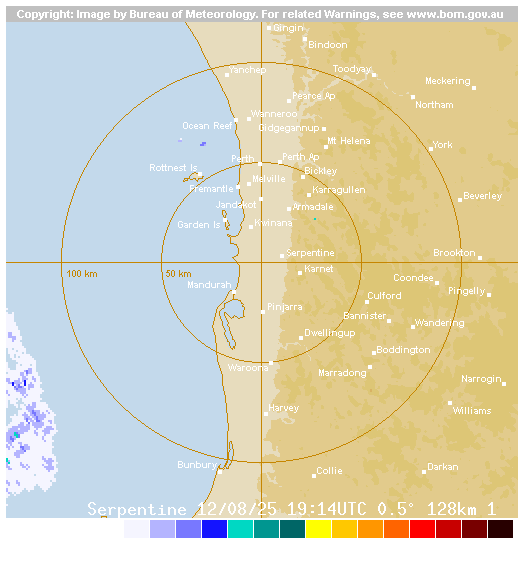 Copyright: Image by Bureau of Meteorology. For related Warnings, see www.bom.gov.au
Gingin
Bindoon
Yanchep
Toodyay
Meckering
Pearce Ap
Northam
Wanneroo
Ocean Reef
Gidgegannup
Mt Helena
York
Perth
Perth Ap
Rottnest Is
Bickley
Melville
Fremantle
Karragullen
Beverley
Jandakot
Armadale
Garden Is
Kwinana
Serpentine
Brookton
100 km
50 km
Karnet
Coondee
Mandurah
Pingelly
Culford
Pinjarra
Bannister
Wandering
Dwellingup
Boddington
Waroona
Marradong
Narrogin
Harvey
Williams
Bunbury
Collie
Darkan
Serpentine 12/08/25 19:14UTC 0.5° 128km 1